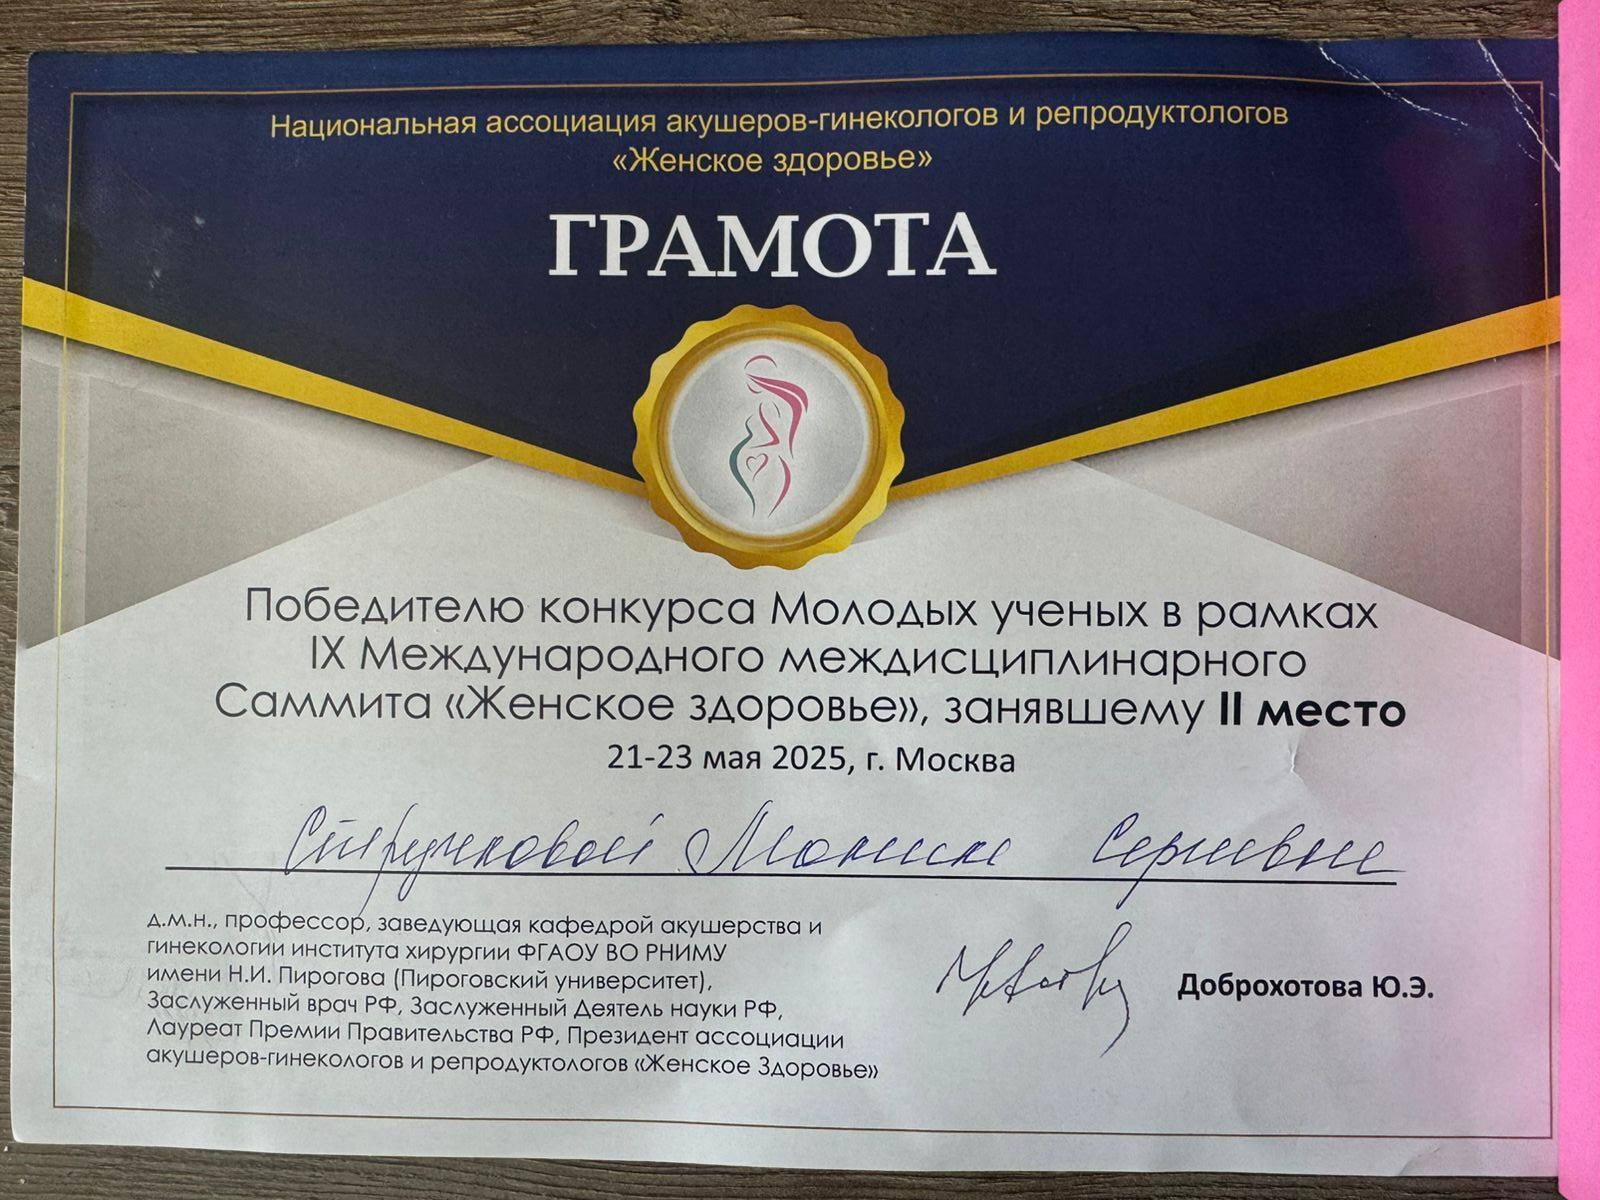 Национальная ассоциация акушеров-гинекологов и репродуктологов
«Женское здоровье»
ГРАМОТА
Победителю конкурса Молодых ученых в рамках
IX Международного междисциплинарного
Саммита «Женское здоровье», занявшему II место
21-23 мая 2025, г. Москва
Стручковой Монике Сергеевне
д.м.н., профессор, заведующая кафедрой акушерства и
гинекологии института хирургии ФГАОУ ВО РНИМУ
имени Н.И. Пирогова (Пироговский университет),
Заслуженный врач РФ, Заслуженный Деятель науки РФ,
Лауреат Премии Правительства РФ, Президент ассоциации
акушеров-гинекологов и репродуктологов «Женское Здоровье»
Доброхотова Ю.Э.